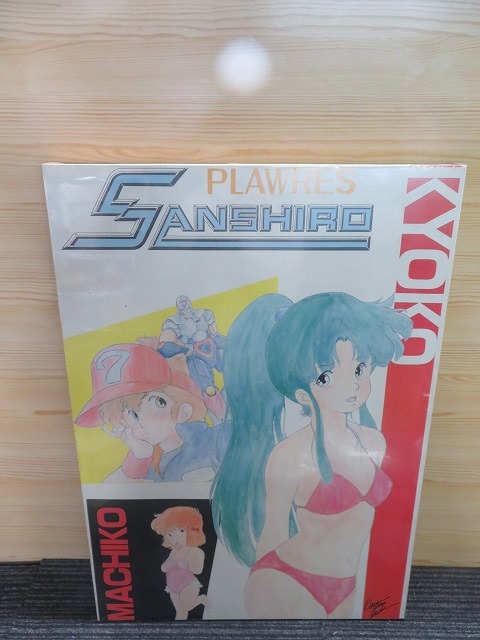 PLAWRES
SANSHIRO
KYOKO
7
MACHIKO